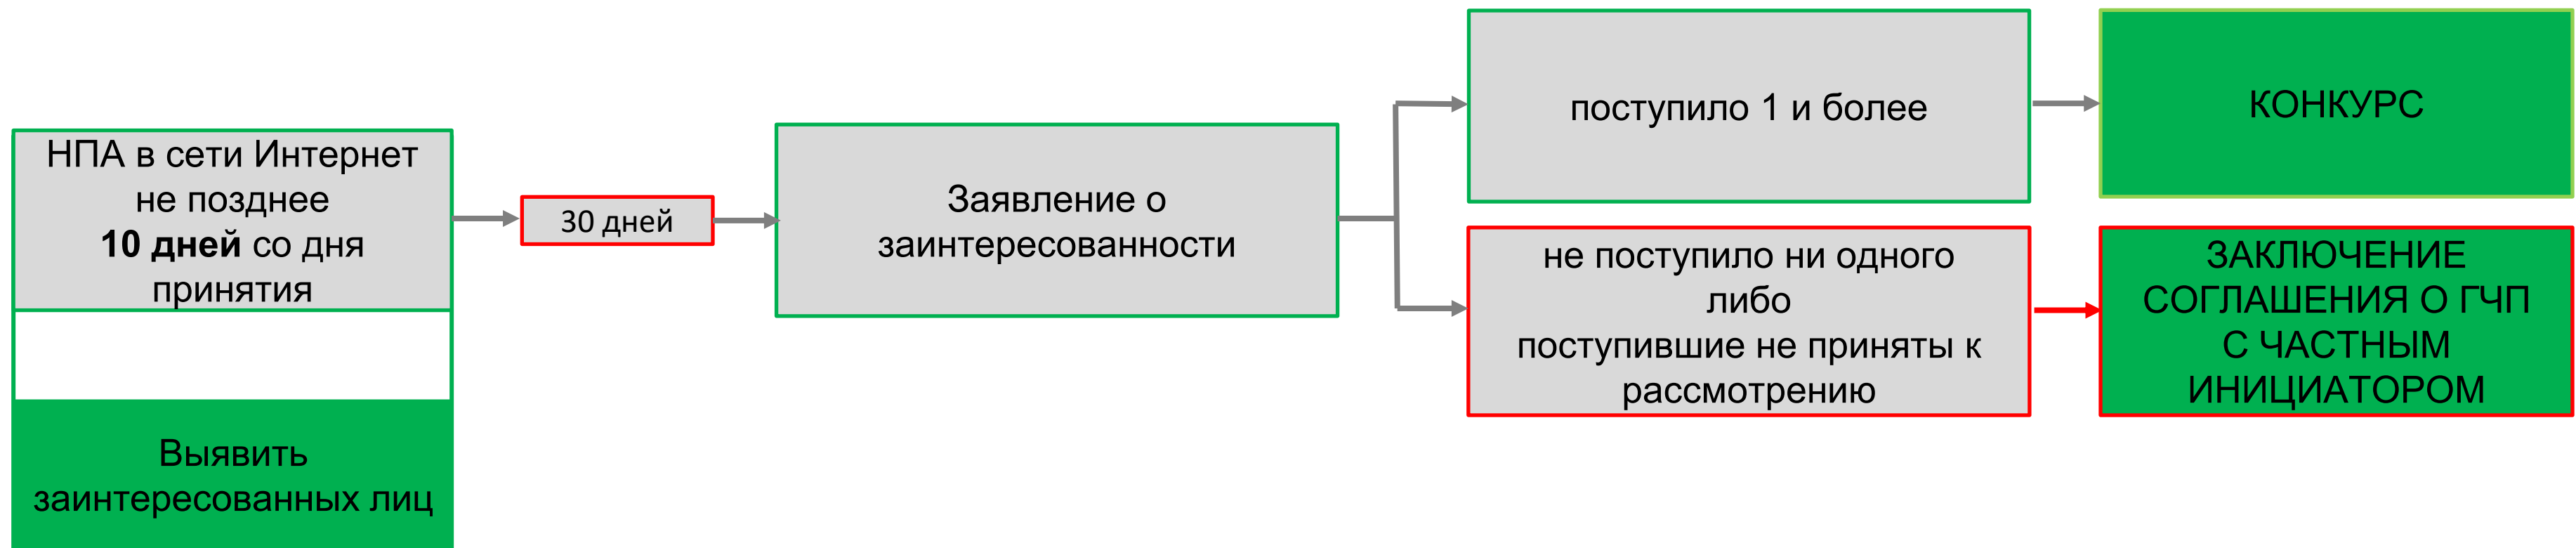 НПА в сети Интернет
не позднее
10 дней со дня
принятия
Выявить
заинтересованных лиц
30 дней
Заявление о
заинтересованности
поступило 1 и более
КОНКУРС
не поступило ни одного
либо
поступившие не приняты к
рассмотрению
ЗАКЛЮЧЕНИЕ
СОГЛАШЕНИЯ О ГЧП
С ЧАСТНЫМ
ИНИЦИАТОРОМ